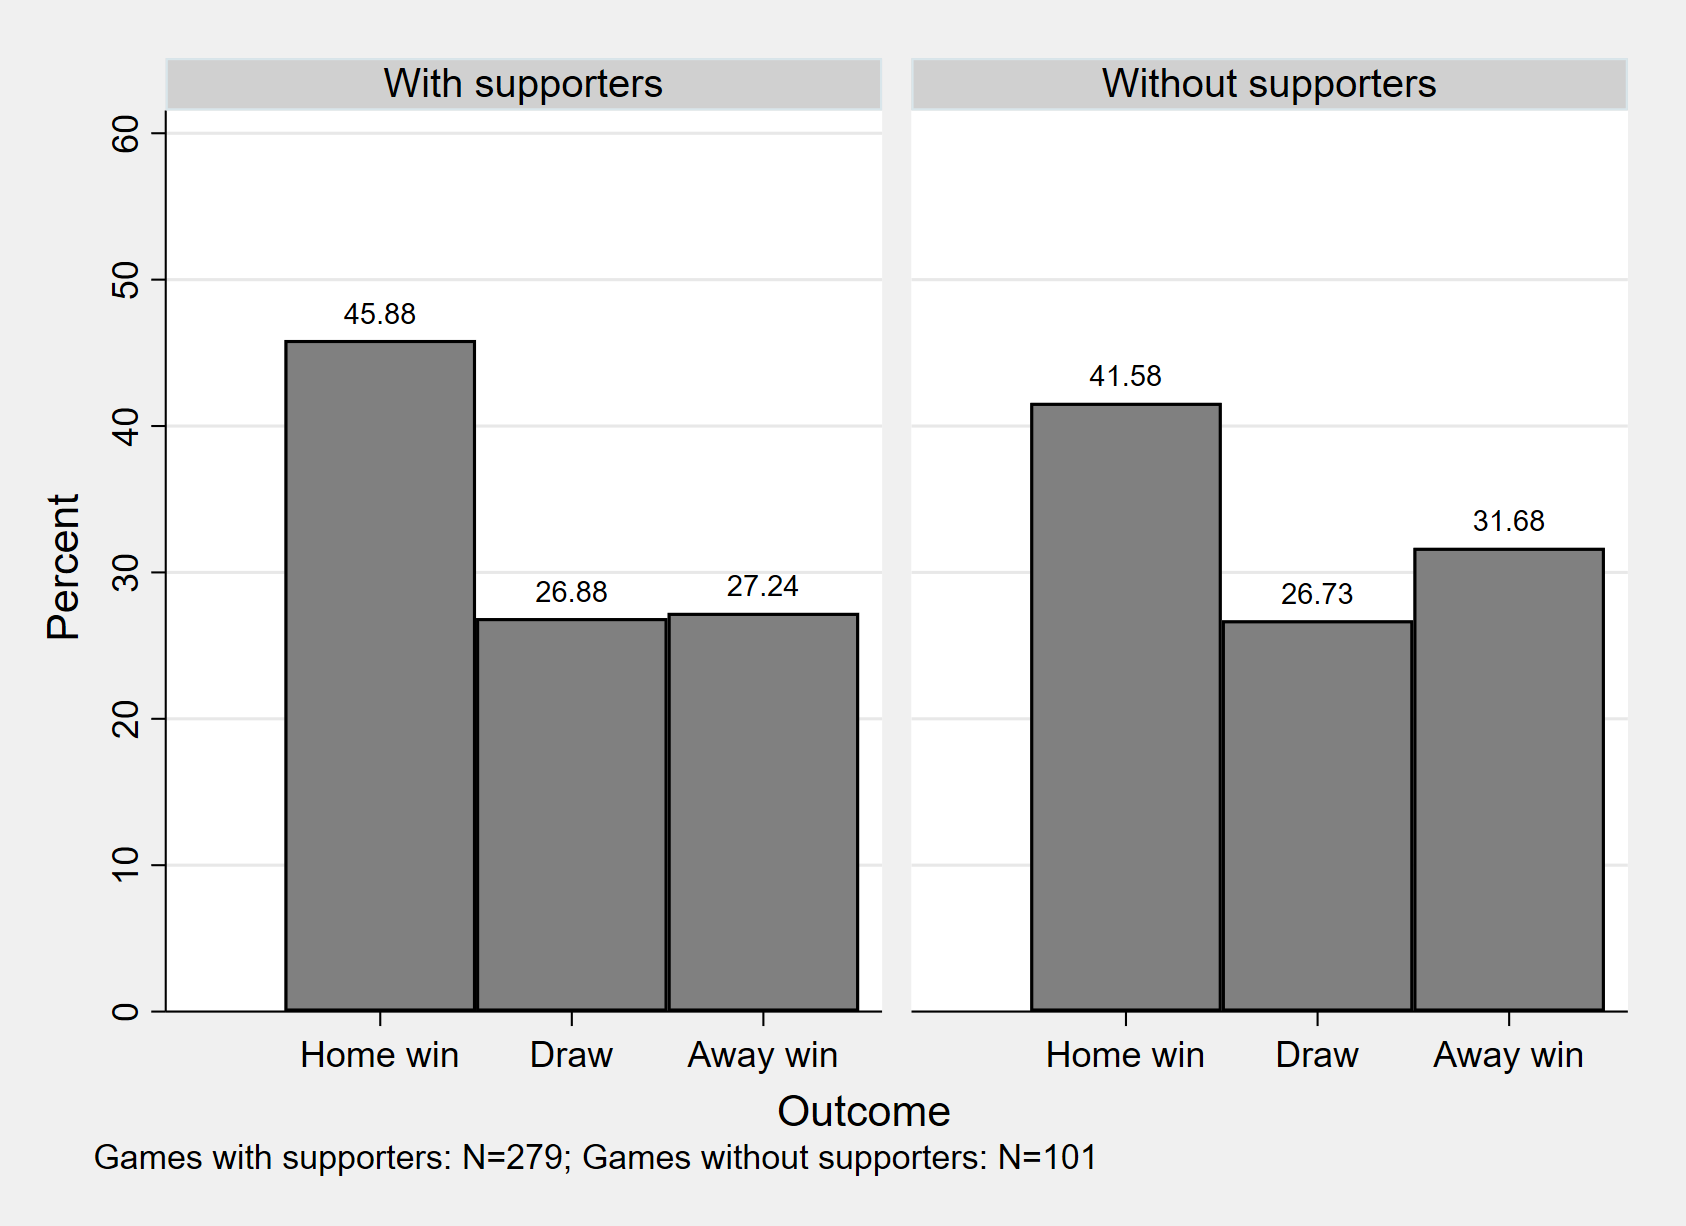 With supporters
Without supporters
Percent
60
50
40
30
20
10
0
45.88
26.88
27.24
41.58
26.73
31.68
Home win
Draw
Away win
Home win
Draw
Away win
Outcome
Games with supporters: N=279; Games without supporters: N=101